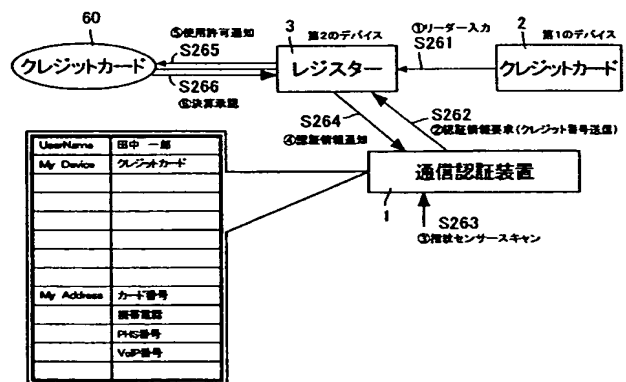 60
⑤使用許可通知
3
第2のデバイス
①リーダー入力
2
第1のデバイス
クレジットカード
S265
レジスター
S261
クレジットカード
S266
⑥決算承認
S264
S262
④認証情報通知
②認証情報要求(クレジット番号送信)
通信認証装置
1
S263
③指紋センサースキャン
UserName 田中 一郎
My Device クレジットカード
My Address カード番号
携帯電話
PHS番号
VoIP番号